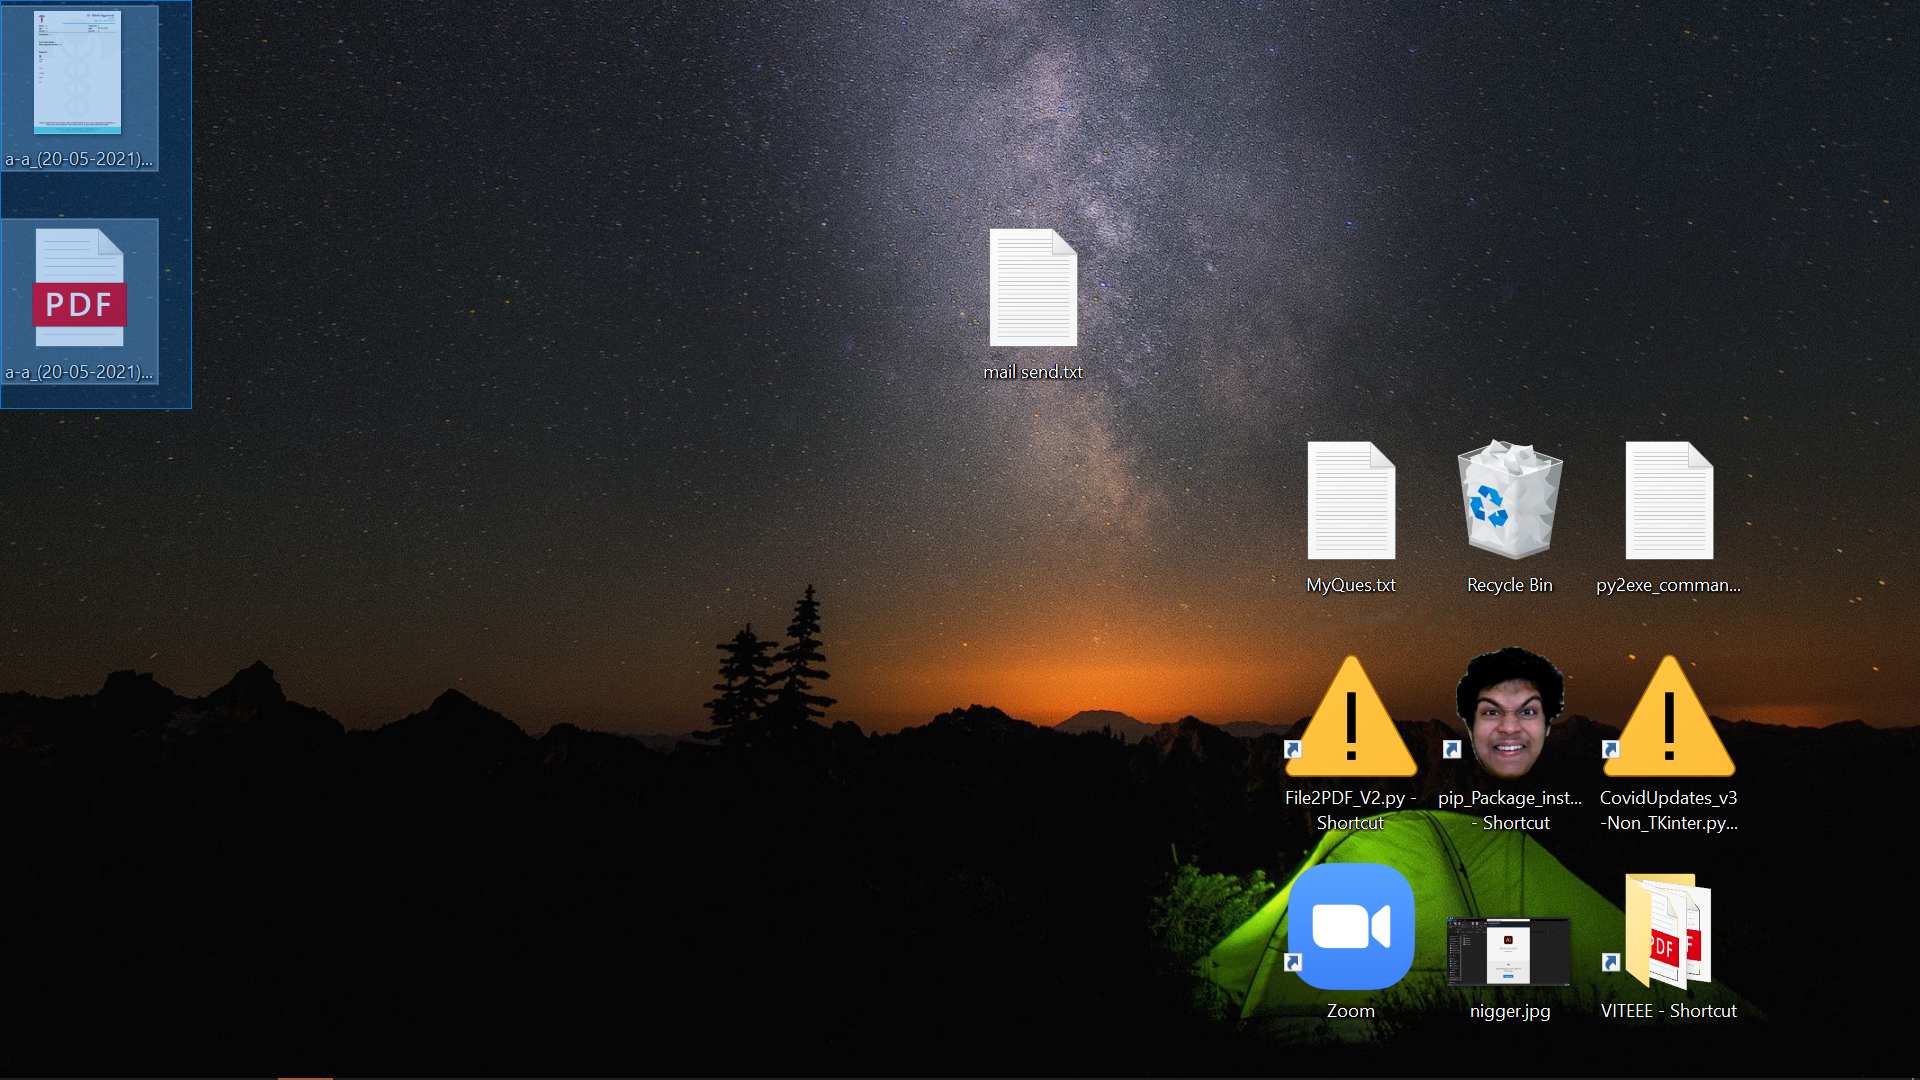 a-a_(20-05-2021)...
PDF
a-a_(20-05-2021)...
mail send.txt
MyQues.txt
Recycle Bin
py2exe_comman...
File2PDF_V2.py -
Shortcut
pip_Package_inst...
- Shortcut
CovidUpdates_v3
-Non_TKinter.py...
Zoom
nigger.jpg
PDF
VITEEE - Shortcut